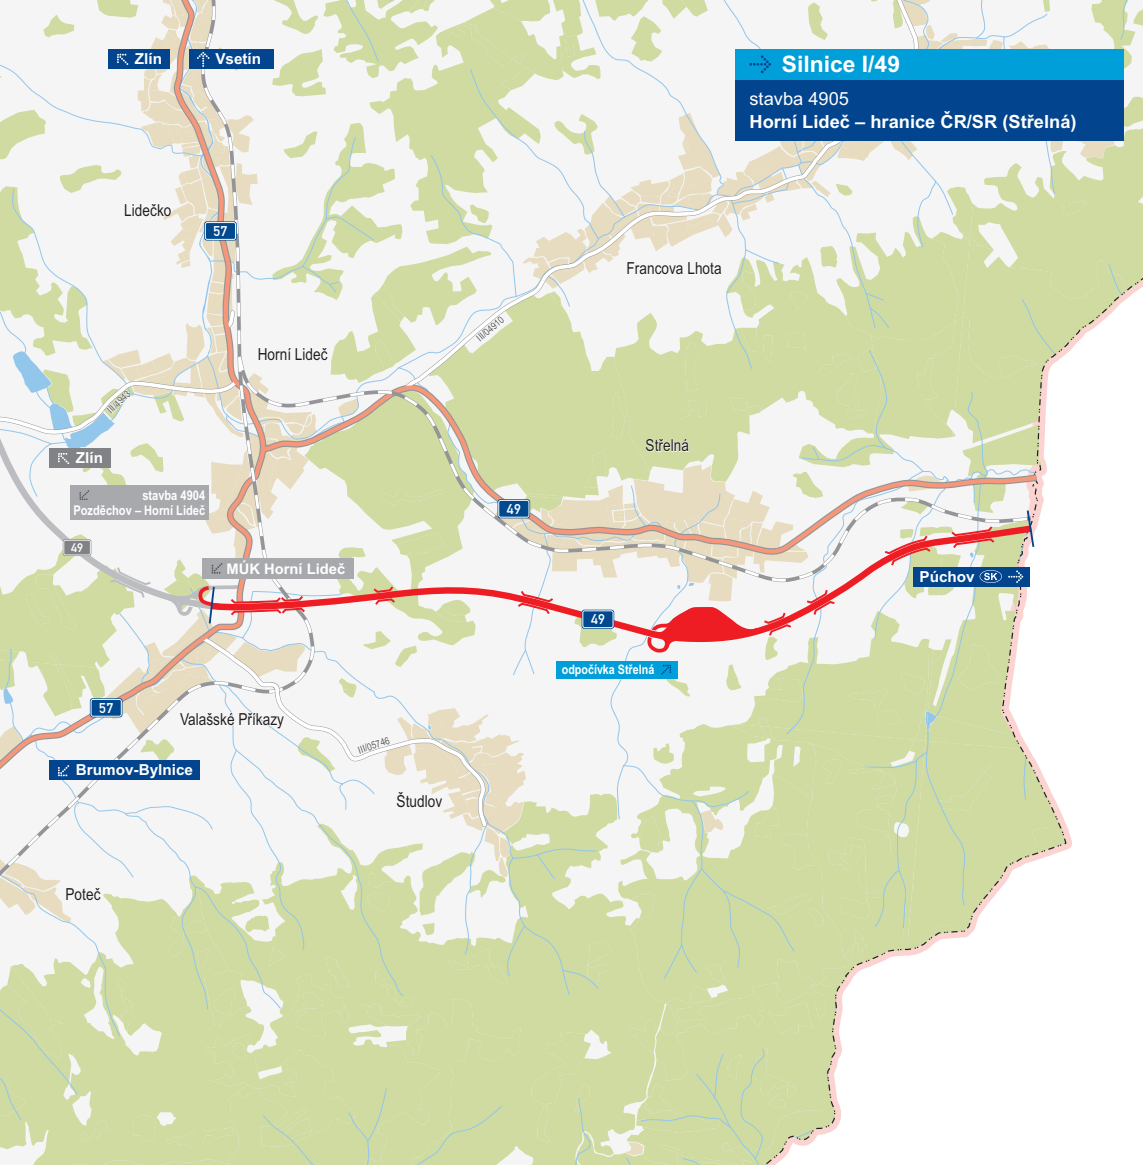 Zlín
Vsetín
Silnice I/49
stavba 4905
Horní Lideč – hranice ČR/SR (Střelná)
Lidečko
57
Francova Lhota
III/04910
Horní Lideč
III/4943
Zlín
Střelná
stavba 4904
Pozděchov – Horní Lideč
49
49
MÚK Horní Lideč
Púchov SK
49
odpočívka Střelná
57
Valašské Příkazy
III/05746
Brumov-Bylnice
Študlov
Poteč